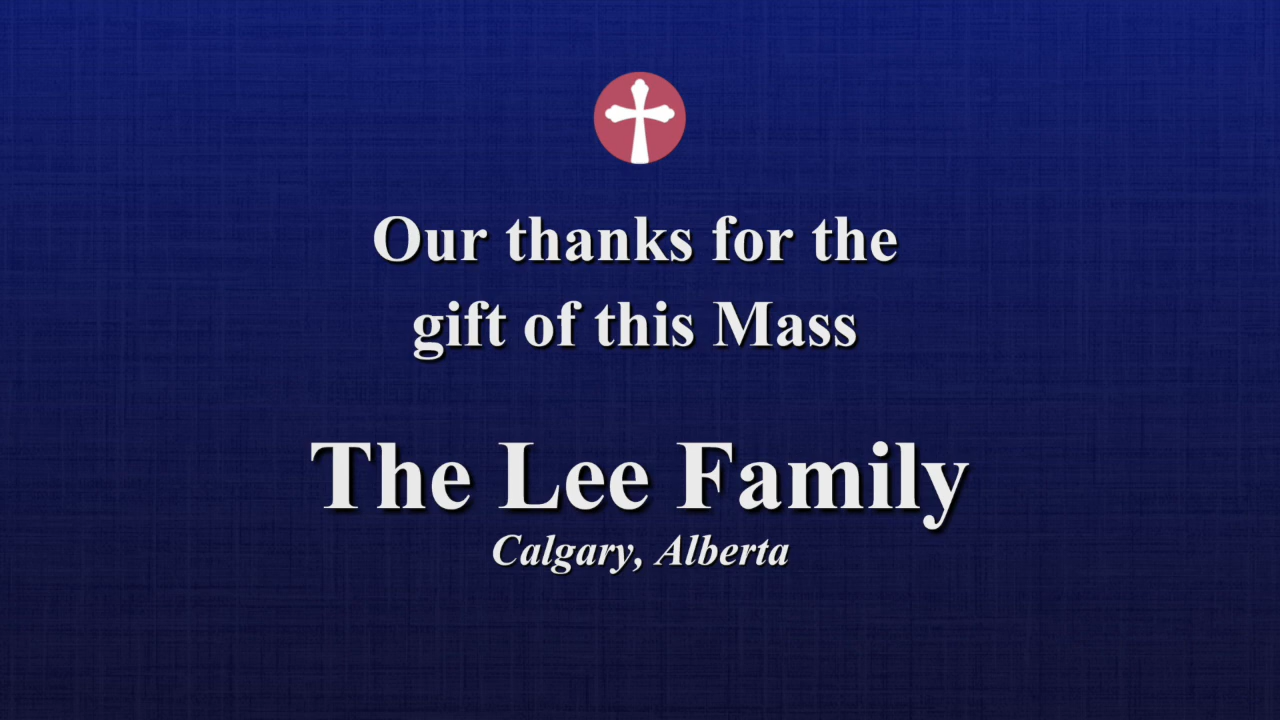 Our thanks for the
gift of this Mass
The Lee Family
Calgary, Alberta